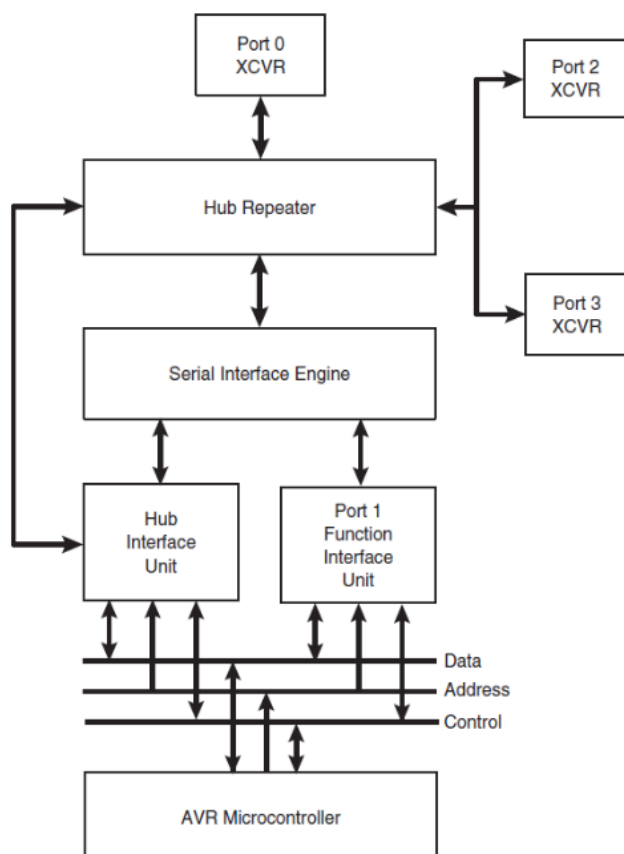 Port 0
XCVR
Port 2
XCVR
Hub Repeater
Port 3
XCVR
Serial Interface Engine
Hub
Interface
Unit
Port 1
Function
Interface
Unit
Data
Address
Control
AVR Microcontroller